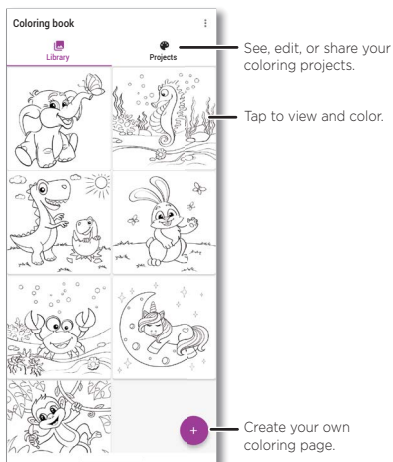 Coloring book
Library
Projects
See, edit, or share your
coloring projects.
Tap to view and color.
Create your own
coloring page.